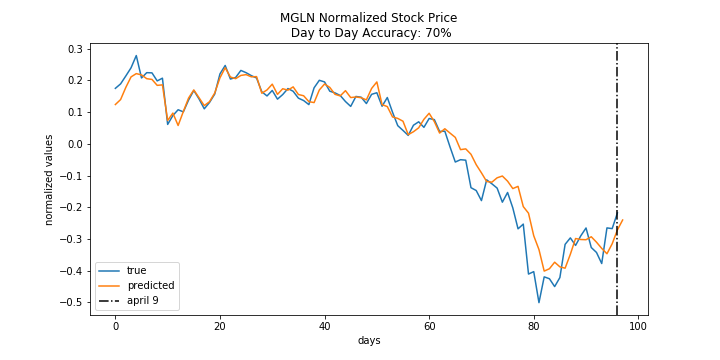 MGLN Normalized Stock Price
Day to Day Accuracy: 70%
normalized values
0.3
0.2
0.1
0.0
−0.1
−0.2
−0.3
−0.4
−0.5
true
predicted
april 9
0
20
40
60
80
100
days